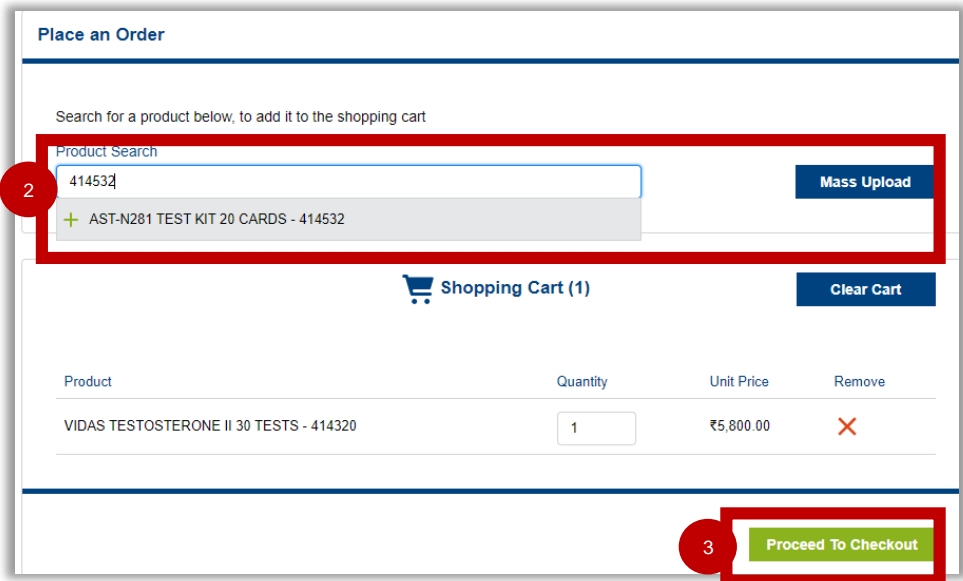 Place an Order
Search for a product below, to add it to the shopping cart
Product Search
2
414532
Mass Upload
+ AST-N281 TEST KIT 20 CARDS - 414532
Shopping Cart (1)
Clear Cart
Product Quantity Unit Price Remove
VIDAS TESTOSTERONE II 30 TESTS - 414320 1 ₹5,800.00
3
Proceed To Checkout